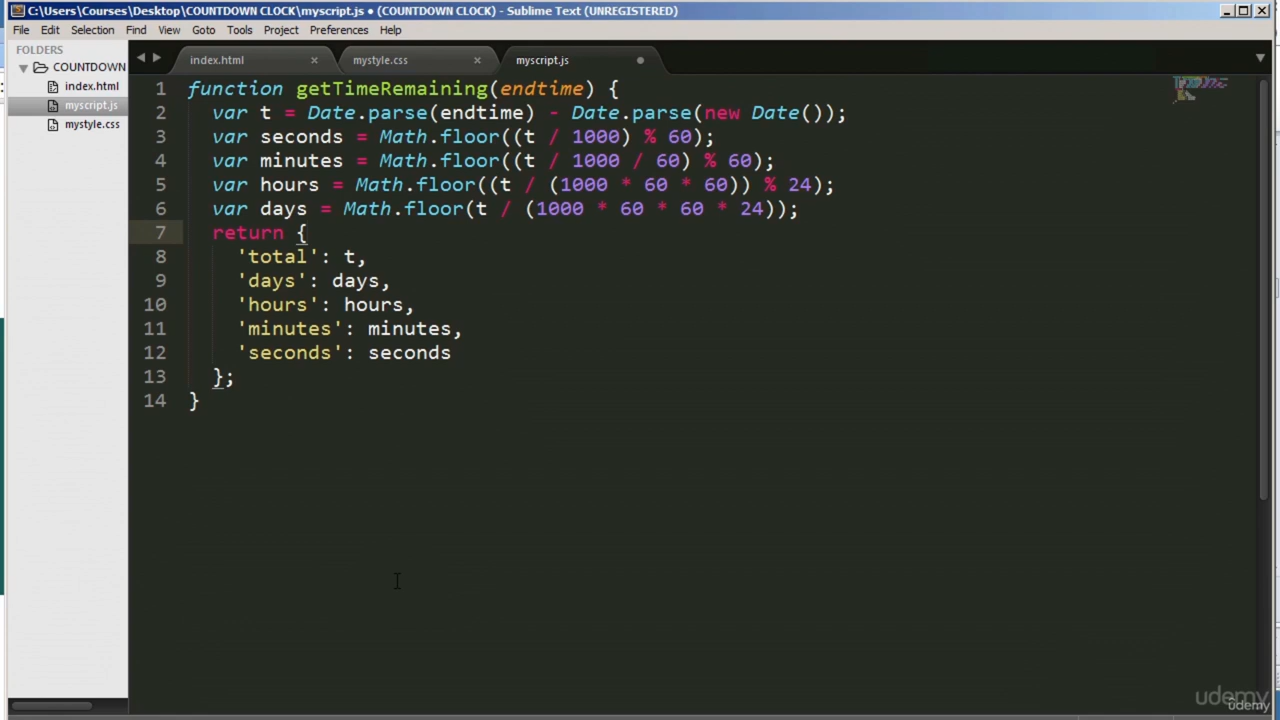 C:\Users\Courses\Desktop\COUNTDOWN CLOCK\myscript.js • (COUNTDOWN CLOCK) - Sublime Text (UNREGISTERED)
File Edit Selection Find View Goto Tools Project Preferences Help
FOLDERS
COUNTDOWN
index.html
myscript.js
mystyle.css
index.html mystyle.css myscript.js
1 function getTimeRemaining(endtime) {
2 var t = Date.parse(endtime) - Date.parse(new Date());
3 var seconds = Math.floor((t / 1000) % 60);
4 var minutes = Math.floor((t / 1000 / 60) % 60);
5 var hours = Math.floor((t / (1000 * 60 * 60)) % 24);
6 var days = Math.floor(t / (1000 * 60 * 60 * 24));
7 return {
8 'total': t,
9 'days': days,
10 'hours': hours,
11 'minutes': minutes,
12 'seconds': seconds
13 };
14 }
udemy
udemy